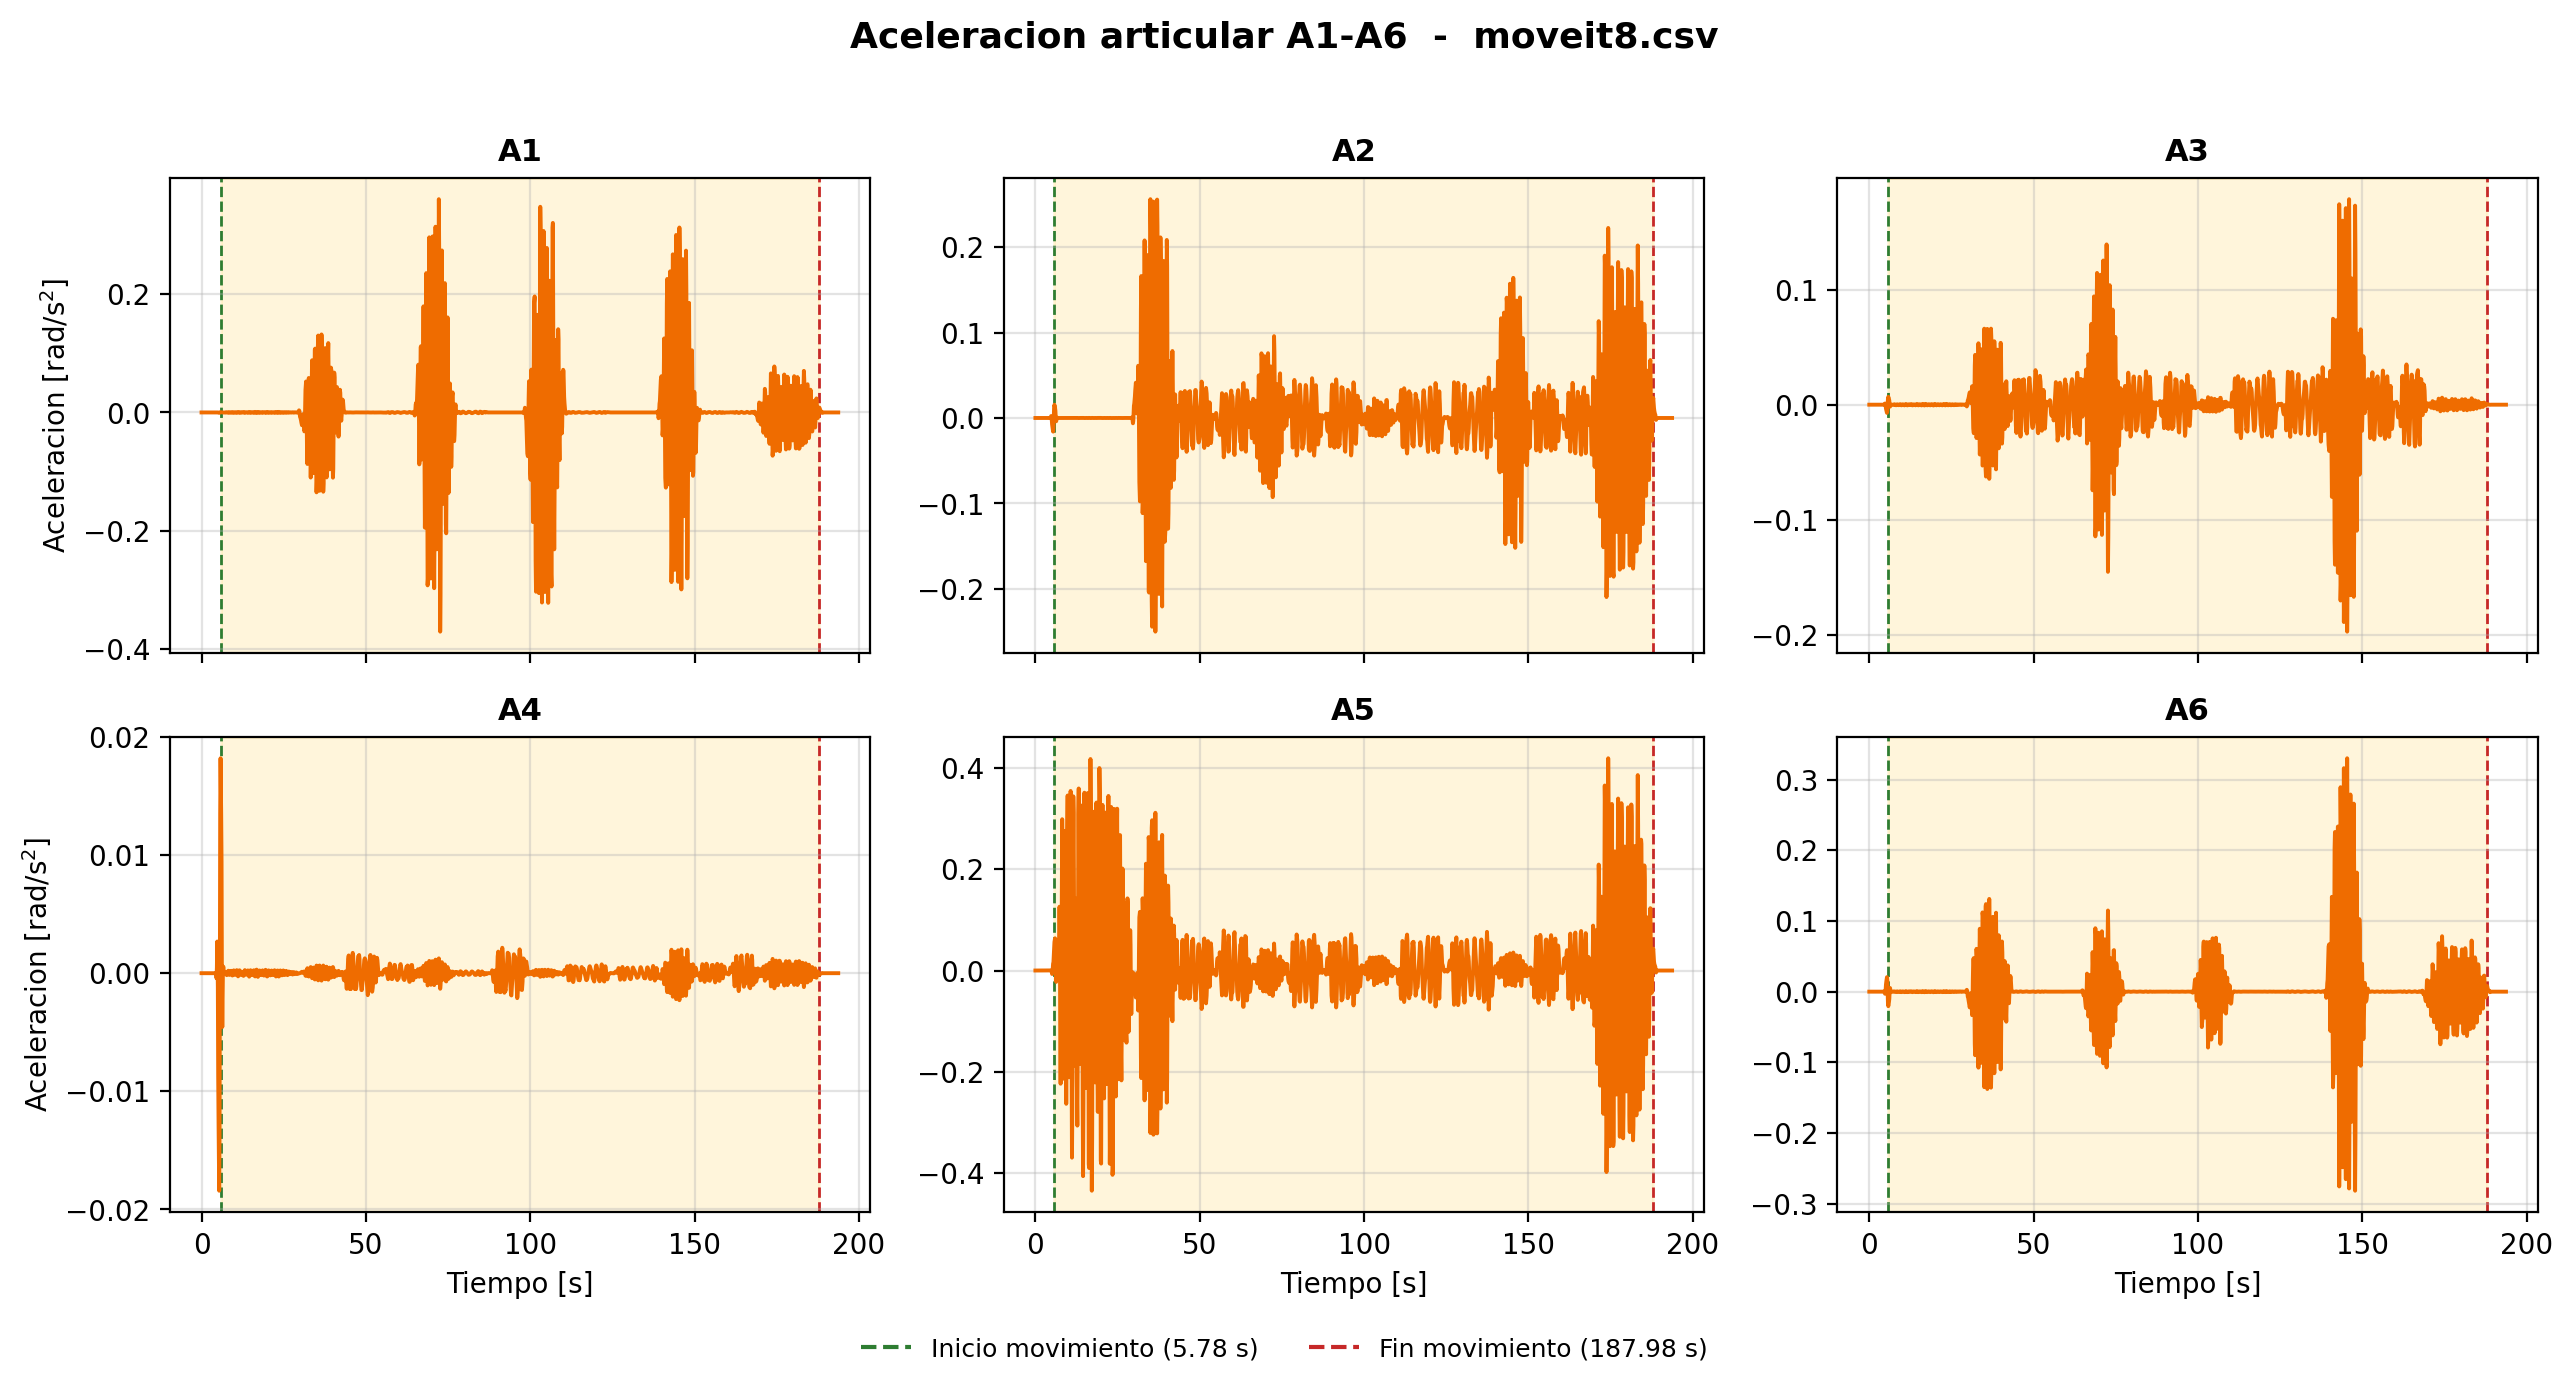 Aceleracion articular A1-A6  -  moveit8.csv
A1
A2
A3
Aceleracion [rad/s²]
0.2
0.0
−0.2
−0.4
0.2
0.1
0.0
−0.1
−0.2
0.1
0.0
−0.1
−0.2
A4
A5
A6
Aceleracion [rad/s²]
0.02
0.01
0.00
−0.01
−0.02
0.4
0.2
0.0
−0.2
−0.4
0.3
0.2
0.1
0.0
−0.1
−0.2
−0.3
0 50 100 150 200
0 50 100 150 200
0 50 100 150 200
Tiempo [s]
Tiempo [s]
Tiempo [s]
Inicio movimiento (5.78 s)
Fin movimiento (187.98 s)